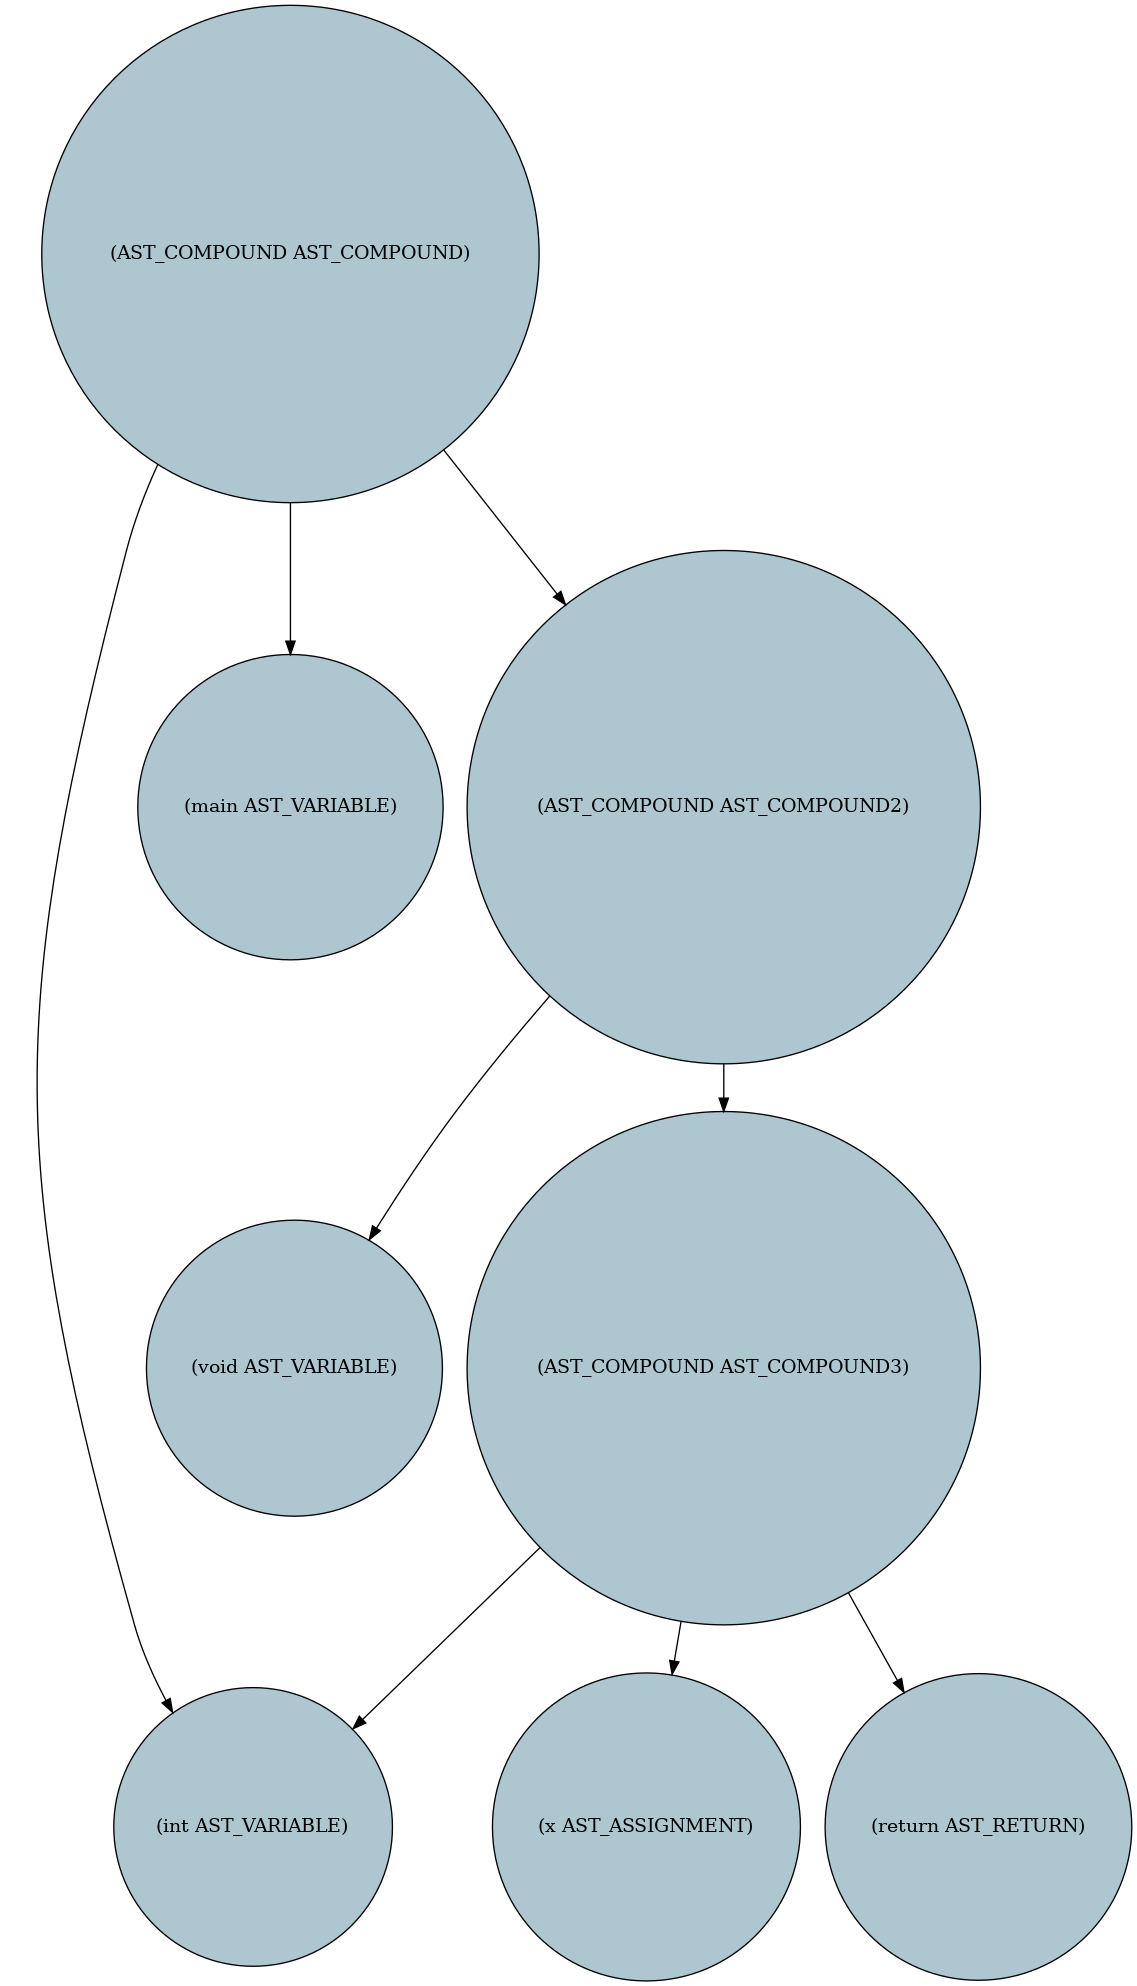 (AST_COMPOUND AST_COMPOUND)
(main AST_VARIABLE)
(AST_COMPOUND AST_COMPOUND2)
(void AST_VARIABLE)
(AST_COMPOUND AST_COMPOUND3)
(int AST_VARIABLE)
(x AST_ASSIGNMENT)
(return AST_RETURN)